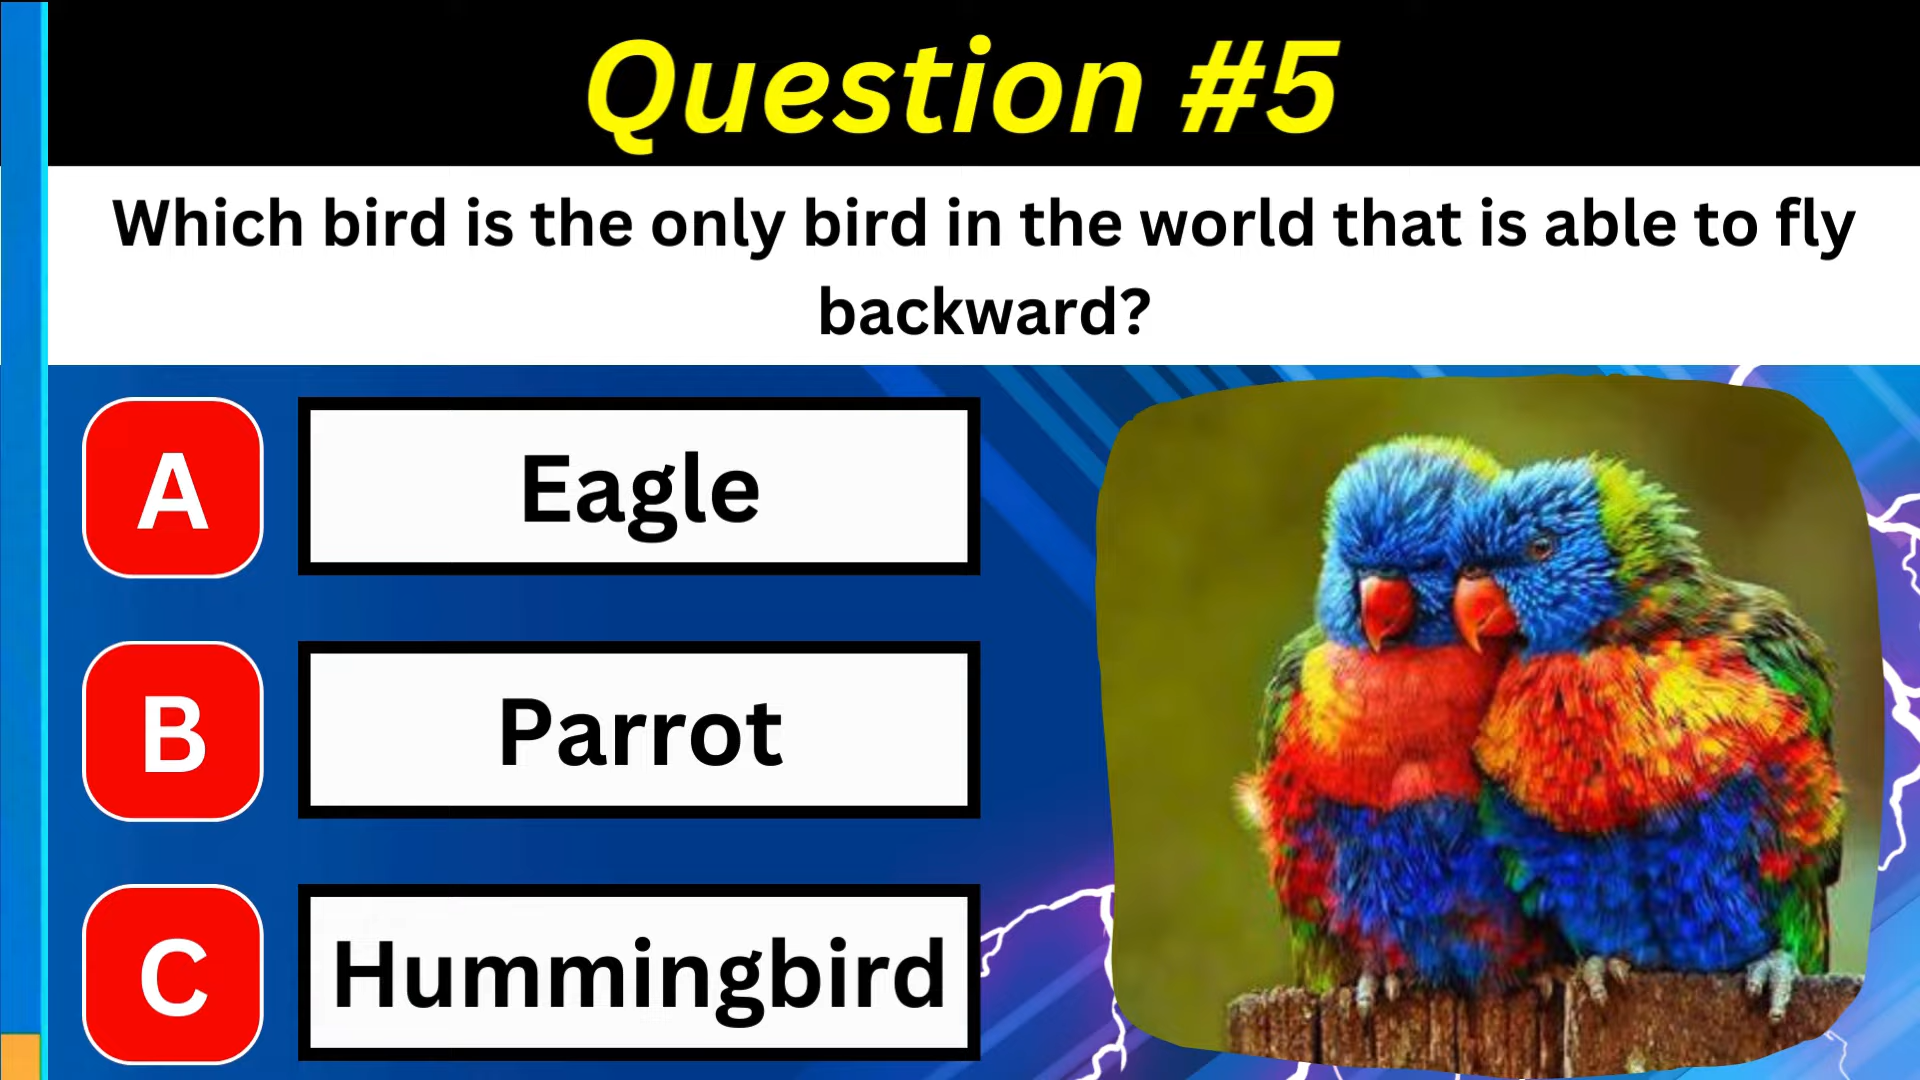 Question #5
Which bird is the only bird in the world that is able to fly
backward?
A
Eagle
B
Parrot
C
Hummingbird